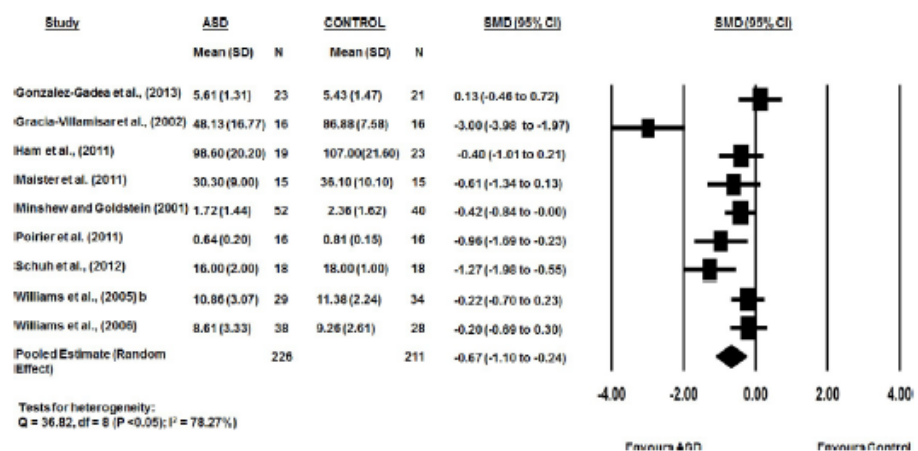 Study ASD CONTROL SMD (95% CI) SMD (95% CI)
Mean (SD) N Mean (SD) N
Gonzalez-Gadea et al., (2013) 5.61 (1.31) 23 5.43 (1.47) 21 0.13 (-0.46 to 0.72)
Gracia-Villamisar et al., (2002) 48.13 (16.77) 16 86.88 (7.58) 16 -3.00 (-3.98 to -1.97)
Ham et al., (2011) 98.60 (20.20) 19 107.00 (21.60) 23 -0.40 (-1.01 to 0.21)
Maister et al. (2011) 30.30 (9.00) 15 36.10 (10.10) 15 -0.61 (-1.34 to 0.13)
Minshew and Goldstein (2001) 1.72 (1.44) 52 2.36 (1.62) 40 -0.42 (-0.84 to -0.00)
Poirier et al. (2011) 0.64 (0.20) 16 0.81 (0.15) 16 -0.96 (-1.69 to -0.23)
Schuh et al., (2012) 16.00 (2.00) 18 18.00 (1.00) 18 -1.27 (-1.98 to -0.55)
Williams et al., (2005) b 10.86 (3.07) 29 11.38 (2.24) 34 -0.22 (-0.70 to 0.23)
Williams et al., (2006) 8.61 (3.33) 38 9.26 (2.61) 28 -0.20 (-0.69 to 0.30)
Pooled Estimate (Random 226 211 -0.67 (-1.10 to -0.24)
Effect)
-4.00 -2.00 0.00 2.00 4.00
Tests for heterogeneity:
Q = 36.82, df = 8 (P <0.05); I² = 78.27%)
Favours ASD Favours Control